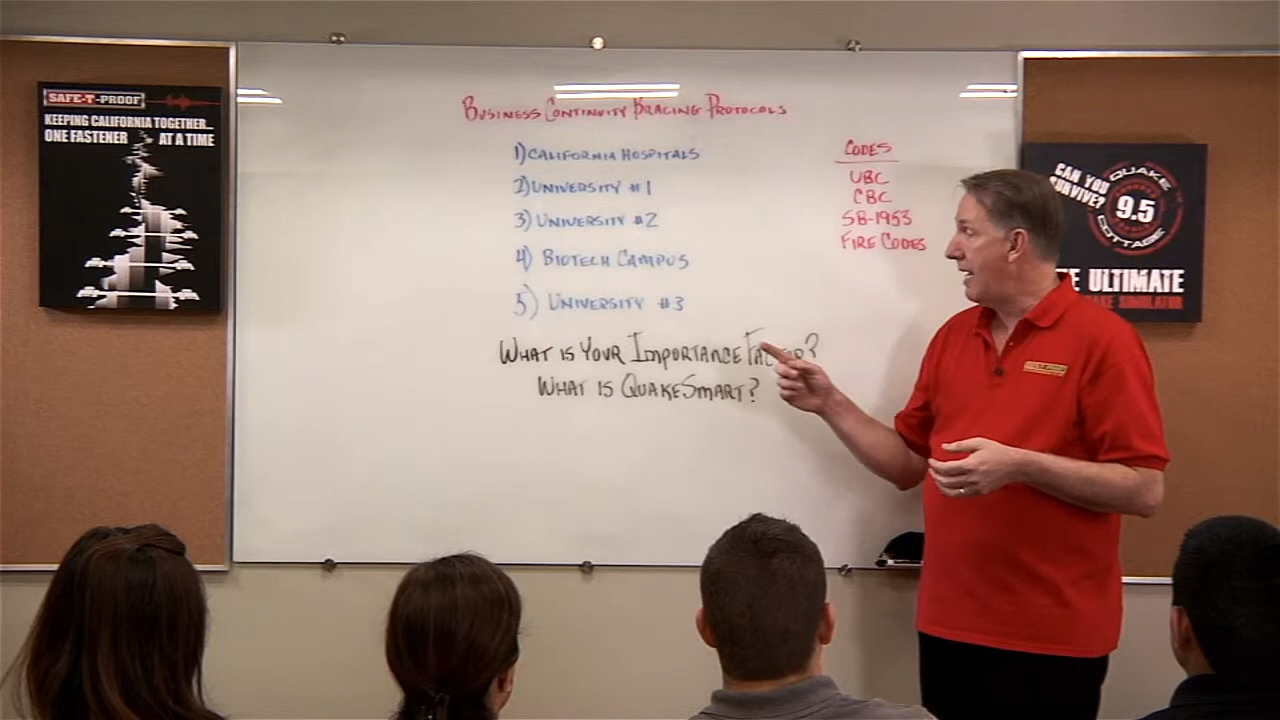 SAFE-T-PROOF
KEEPING CALIFORNIA TOGETHER...
ONE FASTENER AT A TIME
BUSINESS CONTINUITY BRACING PROTOCOLS
1) CALIFORNIA HOSPITALS
2) UNIVERSITY #1
3) UNIVERSITY #2
4) BIOTECH CAMPUS
5) UNIVERSITY #3
WHAT IS YOUR IMPORTANCE FACTOR?
WHAT IS QUAKESMART?
CODES
UBC
CBC
SB-1953
FIRE CODES
CAN YOU
SURVIVE?
QUAKE
9.5
COTTAGE
ULTIMATE
SIMULATOR